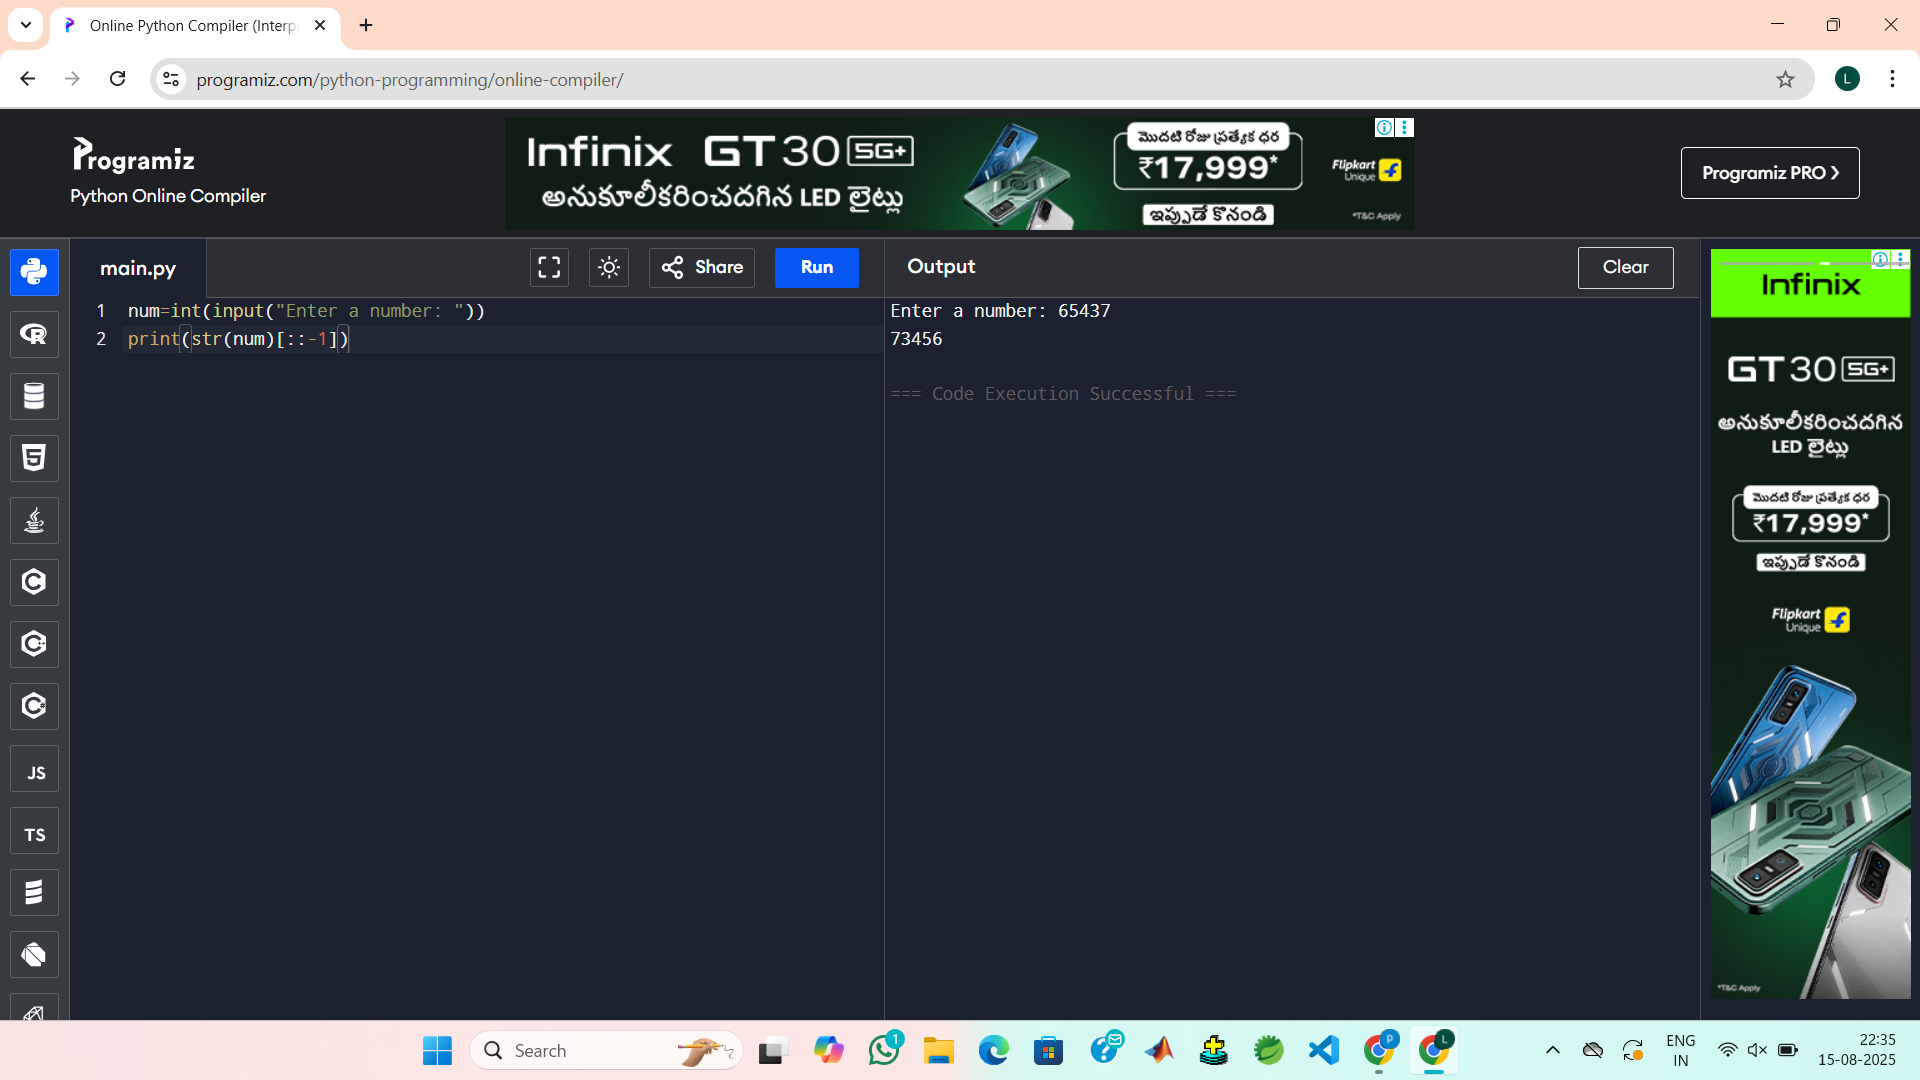 Online Python Compiler (Interp
programiz.com/python-programming/online-compiler/
L
Programiz
Python Online Compiler
Infinix GT 30 5G+
అనుకూలీకరించదగిన LED లైట్లు
మొదటి రోజు ప్రత్యేక ధర
₹17,999*
ఇప్పుడే కొనండి
Flipkart
Unique
*T&C Apply
Programiz PRO ❯
main.py
Share
Run
Output
Clear
1 num=int(input("Enter a number: "))
2 print(str(num)[::-1])
Enter a number: 65437
73456
=== Code Execution Successful ===
JS
TS
Infinix
GT 30 5G+
అనుకూలీకరించదగిన
LED లైట్లు
మొదటి రోజు ప్రత్యేక ధర
₹17,999*
ఇప్పుడే కొనండి
Flipkart
Unique
*T&C Apply
Search
1
P
L
ENG
IN
22:35
15-08-2025